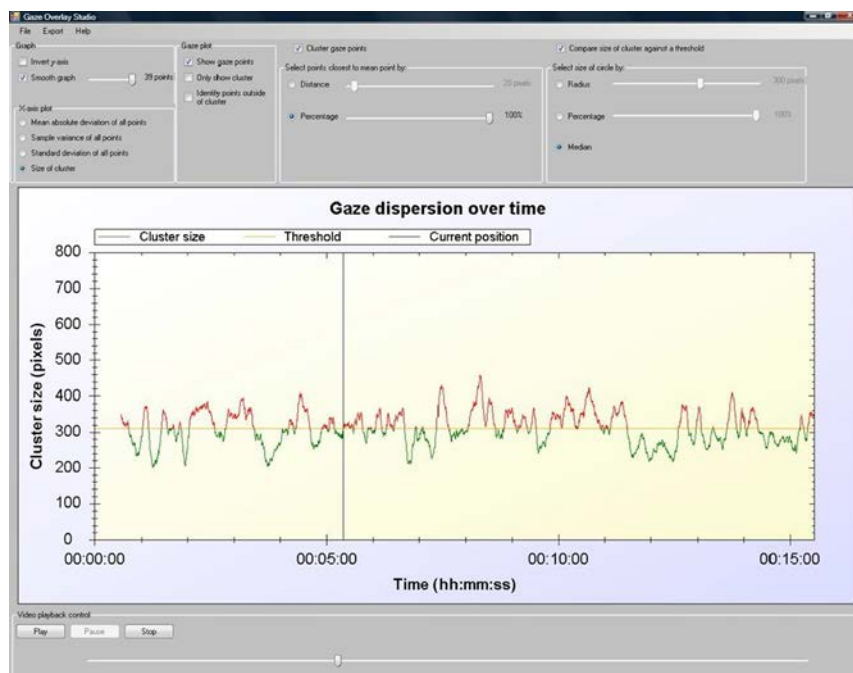 Gaze Overlay Studio
File Export Help
Graph
Invert y-axis
Smooth graph 39 points
X-axis plot
Mean absolute deviation of all points
Sample variance of all points
Standard deviation of all points
Size of cluster
Gaze plot
Show gaze points
Only show cluster
Identify points outside
of cluster
Cluster gaze points
Select points closest to mean point by:
Distance 20 pixels
Percentage 100%
Compare size of cluster against a threshold
Select size of circle by:
Radius 300 pixels
Percentage 100%
Median
Gaze dispersion over time
Cluster size Threshold Current position
Cluster size (pixels)
800
700
600
500
400
300
200
100
0
00:00:00 00:05:00 00:10:00 00:15:00
Time (hh:mm:ss)
Video playback control
Play Pause Stop